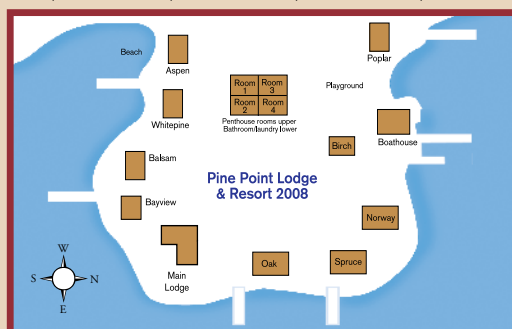 Beach
Aspen
Poplar
Room
1
Room
3
Room
2
Room
4
Playground
Penthouse rooms upper
Bathroom/laundry lower
Whitepine
Boathouse
Birch
Balsam
Pine Point Lodge
& Resort 2008
Bayview
Norway
Main
Lodge
Oak
Spruce
W
S
N
E